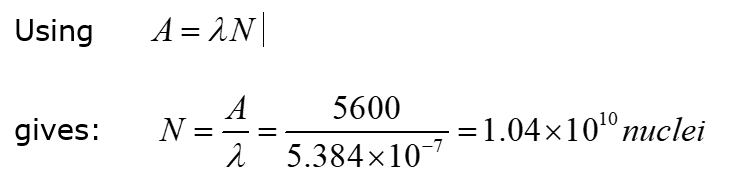 Using A = λN
gives: N = A/λ = 5600/5.384×10⁻⁷ = 1.04×10¹⁰ nuclei